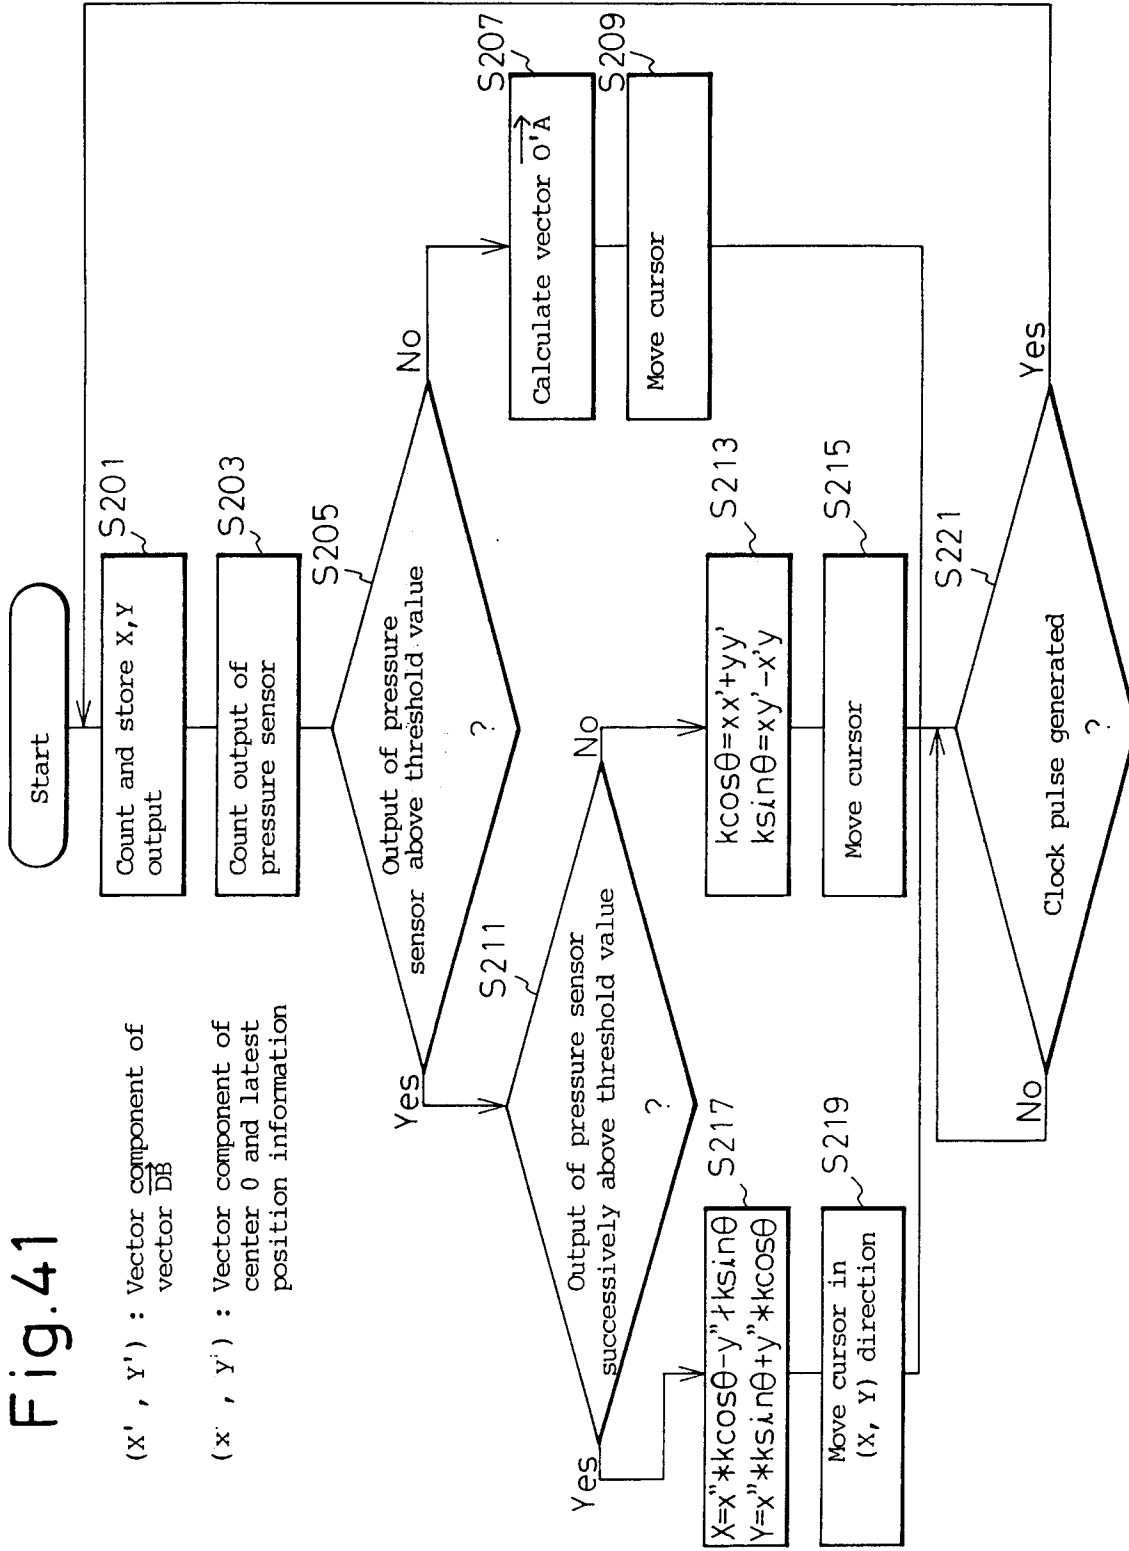 Fig.41
(X', Y') : Vector component of
vector DB
(x', y') : Vector component of
center O and latest
position information
Start
S201
Count and store X,Y
output
S203
Count output of
pressure sensor
S205
Output of pressure
sensor above threshold value
?
Yes
No
S207
Calculate vector O'A
S209
Move cursor
S211
Output of pressure sensor
successively above threshold value
?
Yes
No
S213
kcosθ=xx'+yy'
ksinθ=xy'-x'y
S215
Move cursor
S217
X=x"*kcosθ-y"*ksinθ
Y=x"*ksinθ+y"*kcosθ
S219
Move cursor in
(X, Y) direction
S221
Clock pulse generated
?
No
Yes